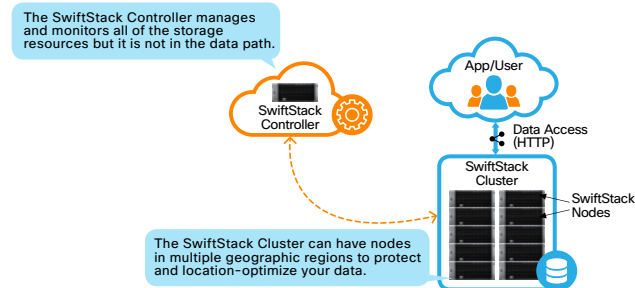 The SwiftStack Controller manages
and monitors all of the storage
resources but it is not in the data path.
App/User
SwiftStack
Controller
Data Access
(HTTP)
SwiftStack
Cluster
SwiftStack
Nodes
The SwiftStack Cluster can have nodes
in multiple geographic regions to protect
and location-optimize your data.